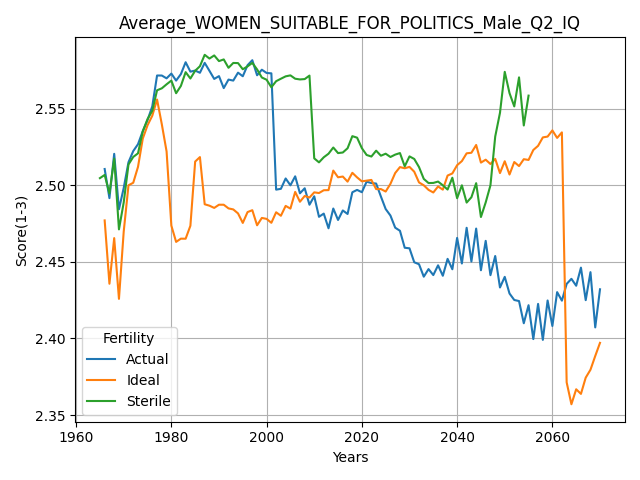 Average_WOMEN_SUITABLE_FOR_POLITICS_Male_Q2_IQ
Score(1-3)
2.55
2.50
2.45
2.40
2.35
Fertility
Actual
Ideal
Sterile
1960 1980 2000 2020 2040 2060
Years